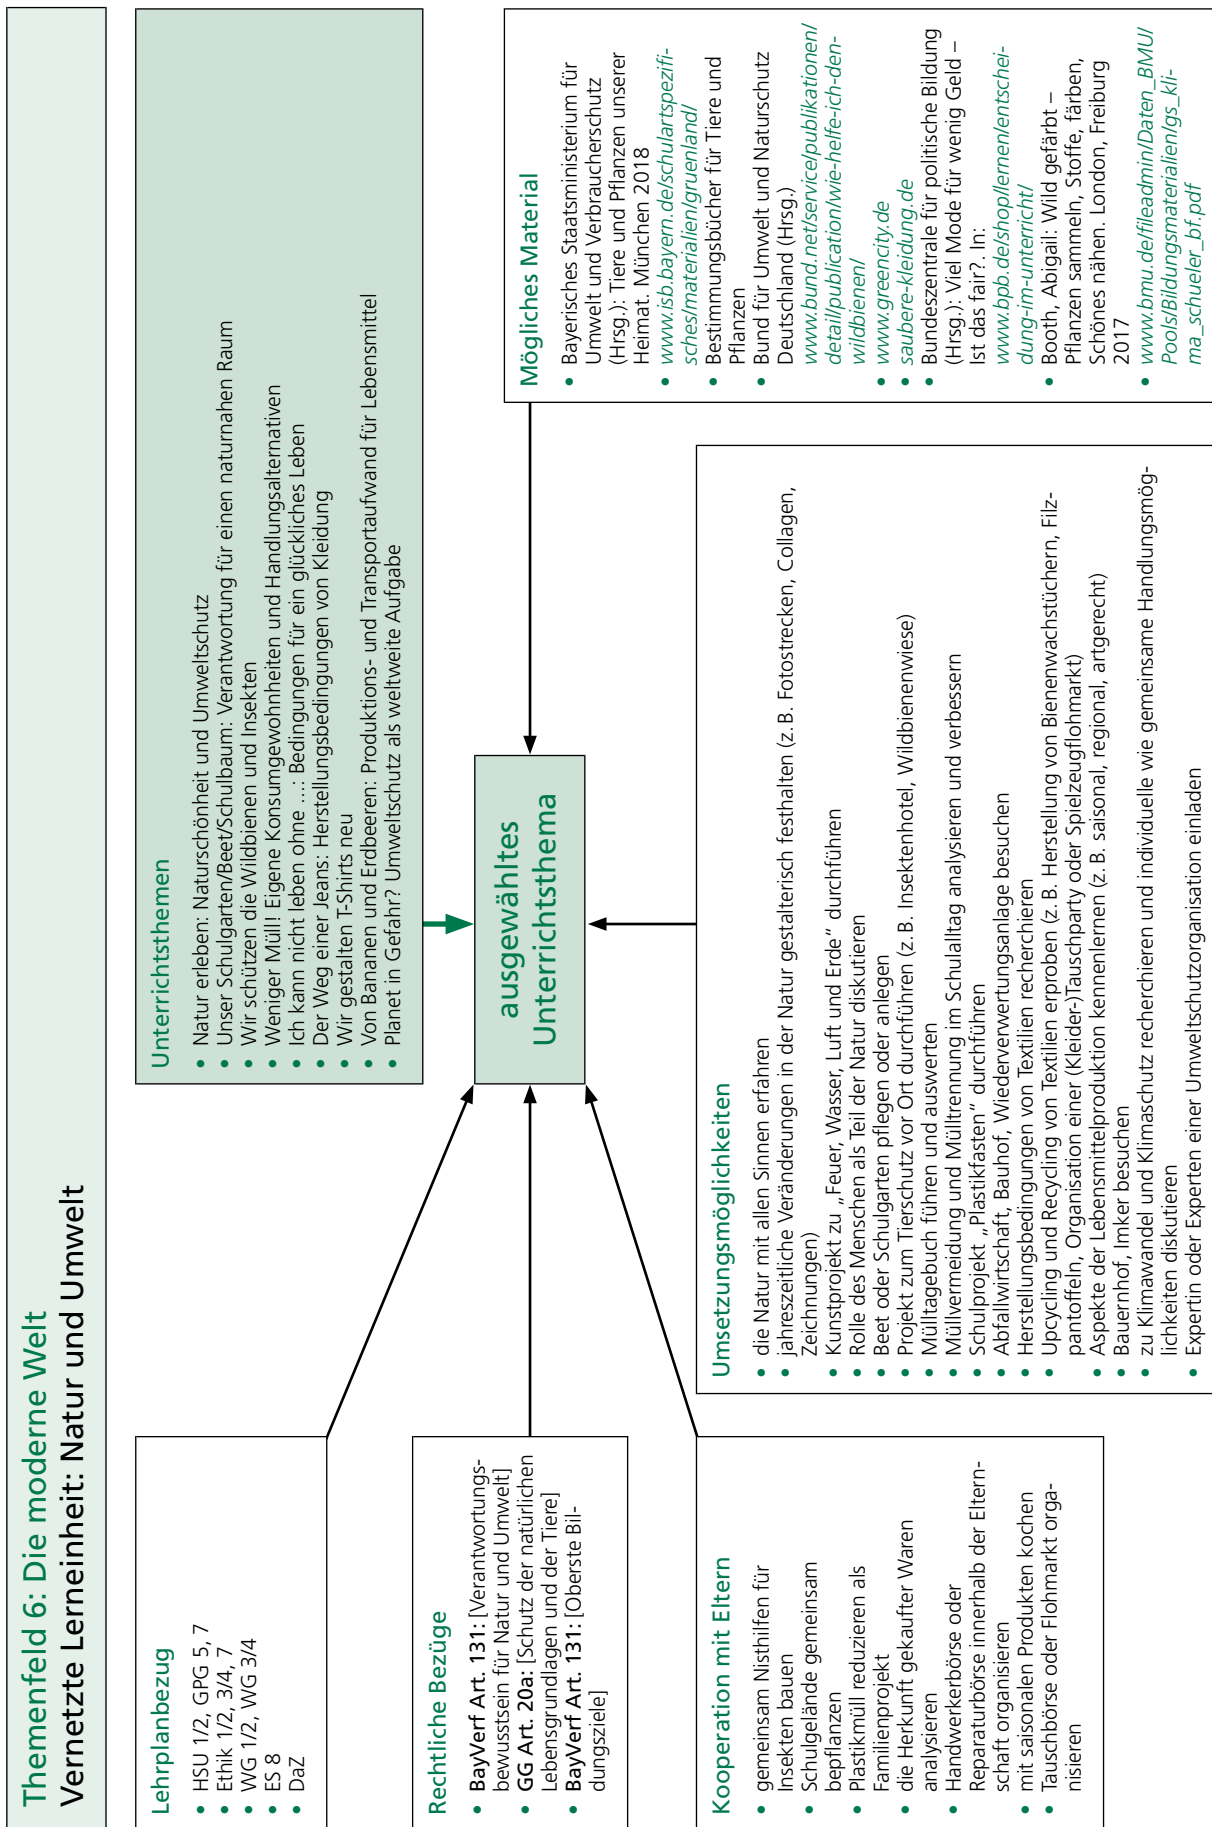 Themenfeld 6: Die moderne Welt
Vernetzte Lerneinheit: Natur und Umwelt
Lehrplanbezug
• HSU 1/2, GPG 5, 7
• Ethik 1/2, 3/4, 7
• WG 1/2, WG 3/4
• ES 8
• DaZ
Rechtliche Bezüge
• BayVerf Art. 131: [Verantwortungs-
bewusstsein für Natur und Umwelt]
• GG Art. 20a: [Schutz der natürlichen
Lebensgrundlagen und der Tiere]
• BayVerf Art. 131: [Oberste Bil-
dungsziele]
Kooperation mit Eltern
• gemeinsam Nisthilfen für
Insekten bauen
• Schulgelände gemeinsam
bepflanzen
• Plastikmüll reduzieren als
Familienprojekt
• die Herkunft gekaufter Waren
analysieren
• Handwerkerbörse oder
Reparaturbörse innerhalb der Eltern-
schaft organisieren
• mit saisonalen Produkten kochen
• Tauschbörse oder Flohmarkt orga-
nisieren
Unterrichtsthemen
• Natur erleben: Naturschönheit und Umweltschutz
• Unser Schulgarten/Beet/Schulbaum: Verantwortung für einen naturnahen Raum
• Wir schützen die Wildbienen und Insekten
• Weniger Müll! Eigene Konsumgewohnheiten und Handlungsalternativen
• Ich kann nicht leben ohne ...: Bedingungen für ein glückliches Leben
• Der Weg einer Jeans: Herstellungsbedingungen von Kleidung
• Wir gestalten T-Shirts neu
• Von Bananen und Erdbeeren: Produktions- und Transportaufwand für Lebensmittel
• Planet in Gefahr? Umweltschutz als weltweite Aufgabe
ausgewähltes
Unterrichtsthema
Umsetzungsmöglichkeiten
• die Natur mit allen Sinnen erfahren
• jahreszeitliche Veränderungen in der Natur gestalterisch festhalten (z.B. Fotostrecken, Collagen,
Zeichnungen)
• Kunstprojekt zu „Feuer, Wasser, Luft und Erde“ durchführen
• Rolle des Menschen als Teil der Natur diskutieren
• Beet oder Schulgarten pflegen oder anlegen
• Projekt zum Tierschutz vor Ort durchführen (z. B. Insektenhotel, Wildbienenwiese)
• Mülltagebuch führen und auswerten
• Müllvermeidung und Mülltrennung im Schulalltag analysieren und verbessern
• Schulprojekt „Plastikfasten“ durchführen
• Abfallwirtschaft, Bauhof, Wiederverwertungsanlage besuchen
• Herstellungsbedingungen von Textilien recherchieren
• Upcycling und Recycling von Textilien erproben (z. B. Herstellung von Bienenwachstüchern, Filz-
pantoffeln, Organisation einer (Kleider-)Tauschparty oder Spielzeugflohmarkt)
• Aspekte der Lebensmittelproduktion kennenlernen (z. B. saisonal, regional, artgerecht)
• Bauernhof, Imker besuchen
• zu Klimawandel und Klimaschutz recherchieren und individuelle wie gemeinsame Handlungsmög-
lichkeiten diskutieren
• Expertin oder Experten einer Umweltschutzorganisation einladen
Mögliches Material
• Bayerisches Staatsministerium für
Umwelt und Verbraucherschutz
(Hrsg.): Tiere und Pflanzen unserer
Heimat. München 2018
• www.isb.bayern.de/schulartspezifi-
sches/materialien/gruenland/
• Bestimmungsbücher für Tiere und
Pflanzen
• Bund für Umwelt und Naturschutz
Deutschland (Hrsg.)
www.bund.net/service/publikationen/
detail/publication/wie-helfe-ich-den-
wildbienen/
• www.greencity.de
• saubere-kleidung.de
• Bundeszentrale für politische Bildung
(Hrsg.): Viel Mode für wenig Geld –
Ist das fair?. In:
www.bpb.de/shop/lernen/entschei-
dung-im-unterricht/
• Booth, Abigail: Wild gefärbt –
Pflanzen sammeln, Stoffe, färben,
Schönes nähen. London, Freiburg
2017
• www.bmu.de/fileadmin/Daten_BMU/
Pools/Bildungsmaterialien/gs_kli-
ma_schueler_bf.pdf